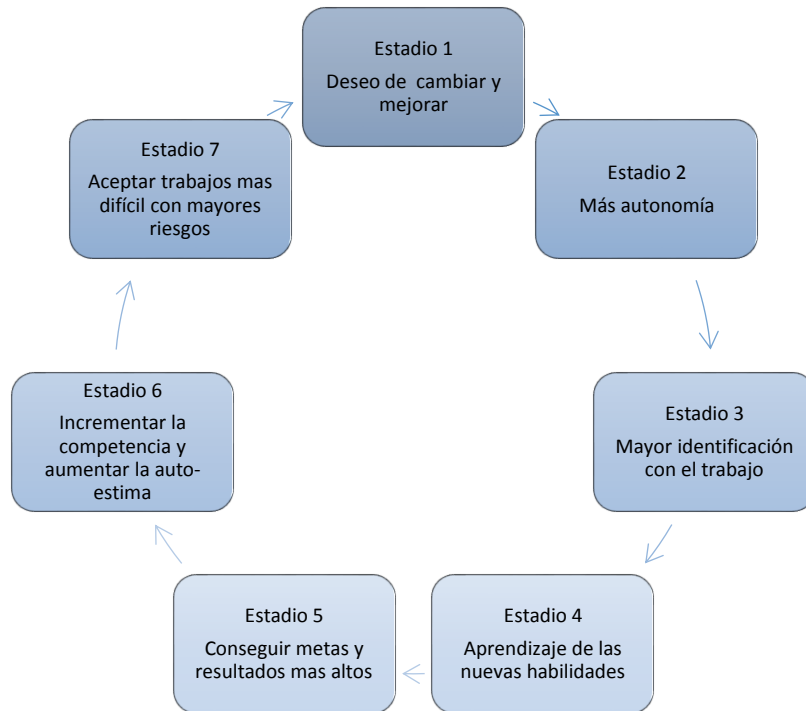 Estadio 1
Deseo de cambiar y
mejorar
Estadio 2
Más autonomía
Estadio 3
Mayor identificación
con el trabajo
Estadio 4
Aprendizaje de las
nuevas habilidades
Estadio 5
Conseguir metas y
resultados mas altos
Estadio 6
Incrementar la
competencia y
aumentar la auto-
estima
Estadio 7
Aceptar trabajos mas
difícil con mayores
riesgos